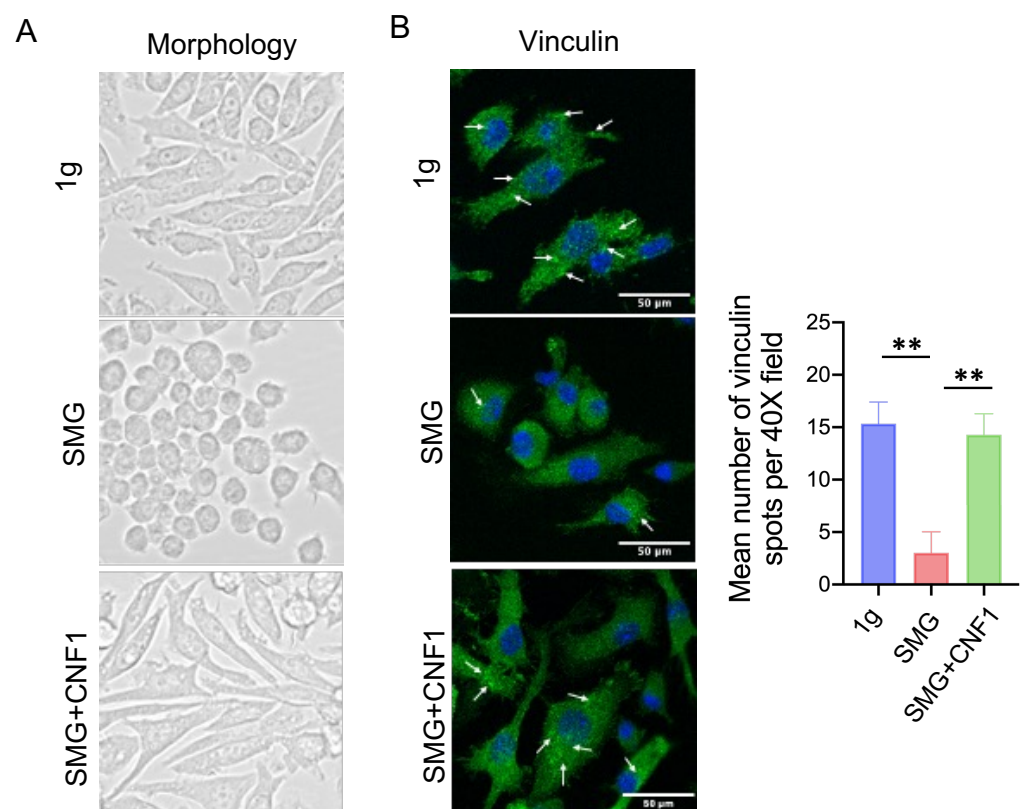 A
Morphology
1g
SMG
SMG+CNF1
B
Vinculin
1g
50 µm
SMG
50 µm
SMG+CNF1
50 µm
Mean number of vinculin
spots per 40X field
25
20
15
10
5
0
**
**
1g
SMG
SMG+CNF1